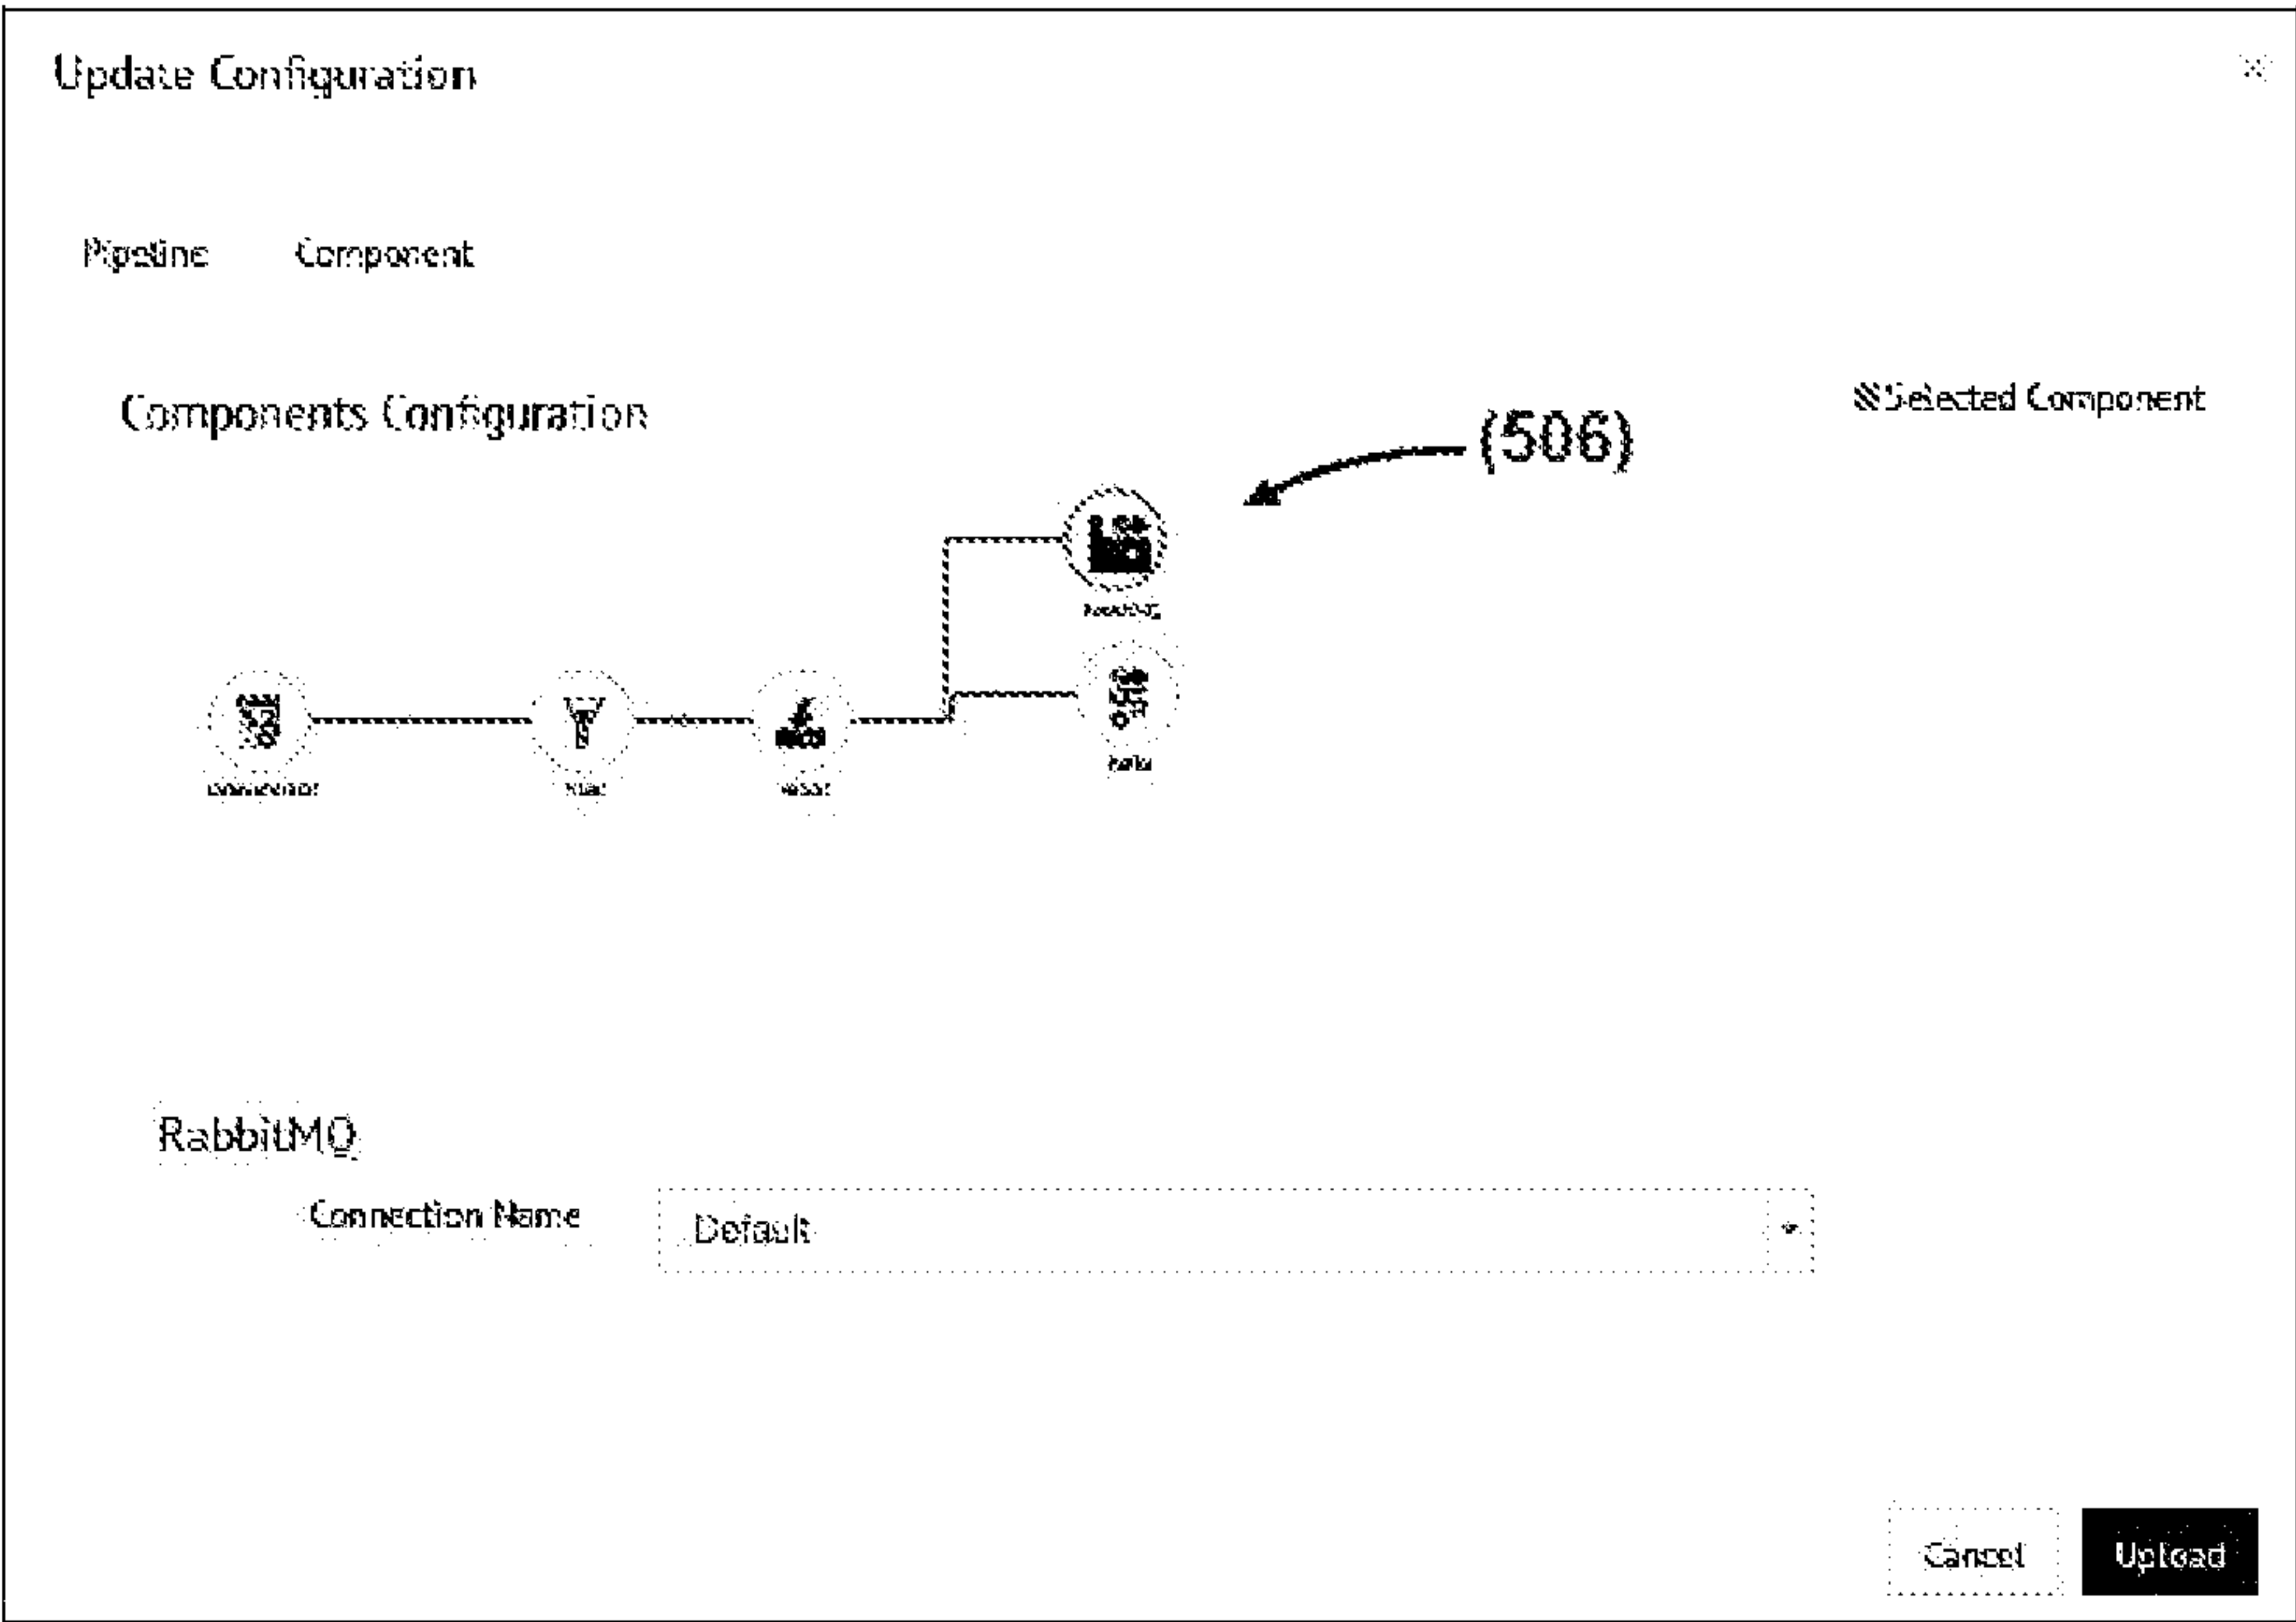 Update Configuration
Pipeline Component
Components Configuration
Selected Component
(506)
RabbitMQ
Connection Name
Default
Cancel
Upload